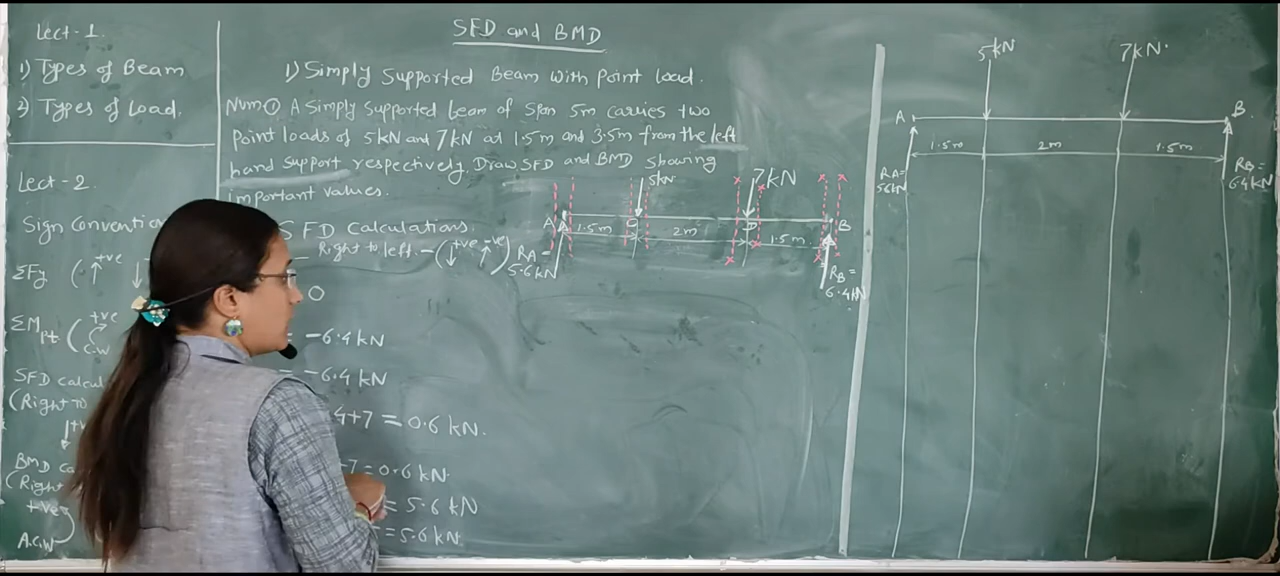 Lect-1.
1) Types of Beam
2) Types of Load.
Lect-2.
Sign Conventio
ΣFy (↑ +ve ↓
ΣMpt. ( +ve
C.W
SFD calcul
(Right to
↓+v
BMD ca
(Right
+ve
A.C.W
SFD and BMD
1) Simply Supported Beam with Point Load.
Num① A Simply supported beam of Span 5m carries two
Point loads of 5kN and 7kN at 1.5m and 3.5m from the left
hand support respectively. Draw SFD and BMD showing
important values.
SFD Calculations.
Right to left - (↓+ve ↑-ve)
0
= -6.4 kN
= -6.4 kN
4+7 = 0.6 kN.
+7 = 0.6 kN.
= 5.6 kN
= 5.6 kN.
5kN 7kN
A C D B
1.5m 2m 1.5m
RA =
5.6kN
RB =
6.4kN
5kN 7kN.
A B.
1.5m 2m 1.5m
RA=
5.6kN
RB=
6.4kN